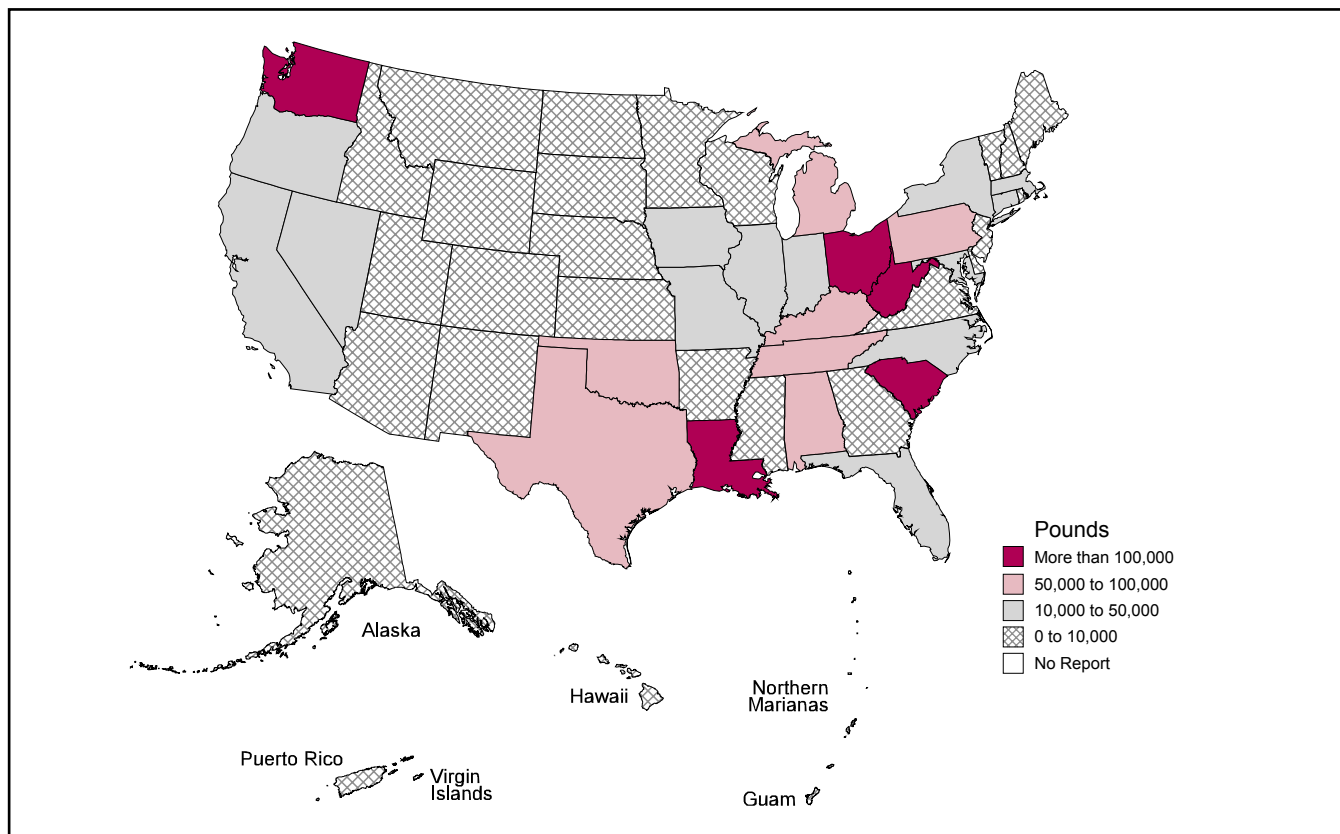 Pounds
More than 100,000
50,000 to 100,000
10,000 to 50,000
0 to 10,000
No Report
Alaska
Hawaii
Northern
Marianas
Puerto Rico
Virgin
Islands
Guam